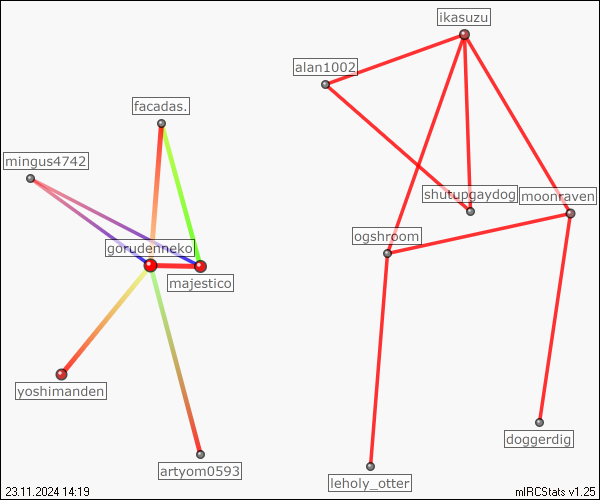 ikasuzu
alan1002
facadas.
mingus4742
shutupgaydog
moonraven
ogshroom
gorudenneko
majestico
yoshimanden
doggerdig
artyom0593
leholy_otter
23.11.2024 14:19
mIRCStats v1.25